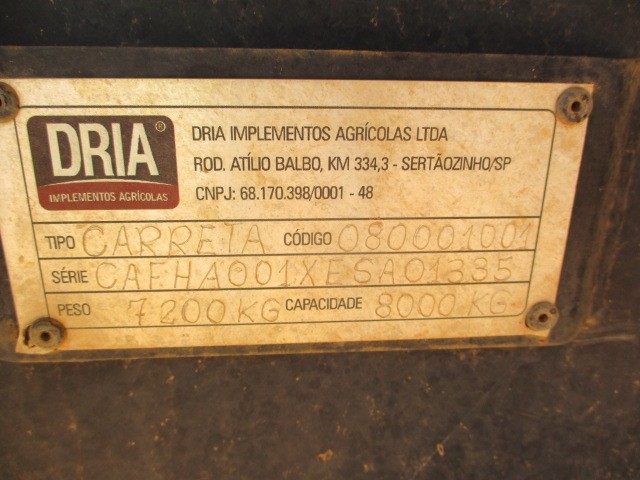 DRIA®
IMPLEMENTOS AGRÍCOLAS
DRIA IMPLEMENTOS AGRÍCOLAS LTDA
ROD. ATÍLIO BALBO, KM 334,3 - SERTÃOZINHO/SP
CNPJ: 68.170.398/0001 - 48
TIPO CARRETA CÓDIGO 080001001
SÉRIE CAFHA001XESA01335
PESO 7200KG CAPACIDADE 8000KG